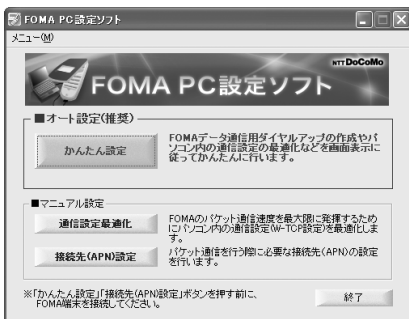 FOMA PC設定ソフト
メニュー(M)
NTT DoCoMo
FOMA PC設定ソフト
■オート設定(推奨)
かんたん設定
FOMAデータ通信用ダイヤルアップの作成やパ
ソコン内の通信設定の最適化などを画面表示に
従ってかんたんに行います。
■マニュアル設定
通信設定最適化
FOMAのパケット通信速度を最大限に発揮するため
にパソコン内の通信設定(W-TCP設定)を最適化しま
す。
接続先(APN)設定
パケット通信を行う際に必要な接続先(APN)の設定
を行います。
※「かんたん設定」「接続先(APN)設定」ボタンを押す前に、
FOMA端末を接続してください。
終了